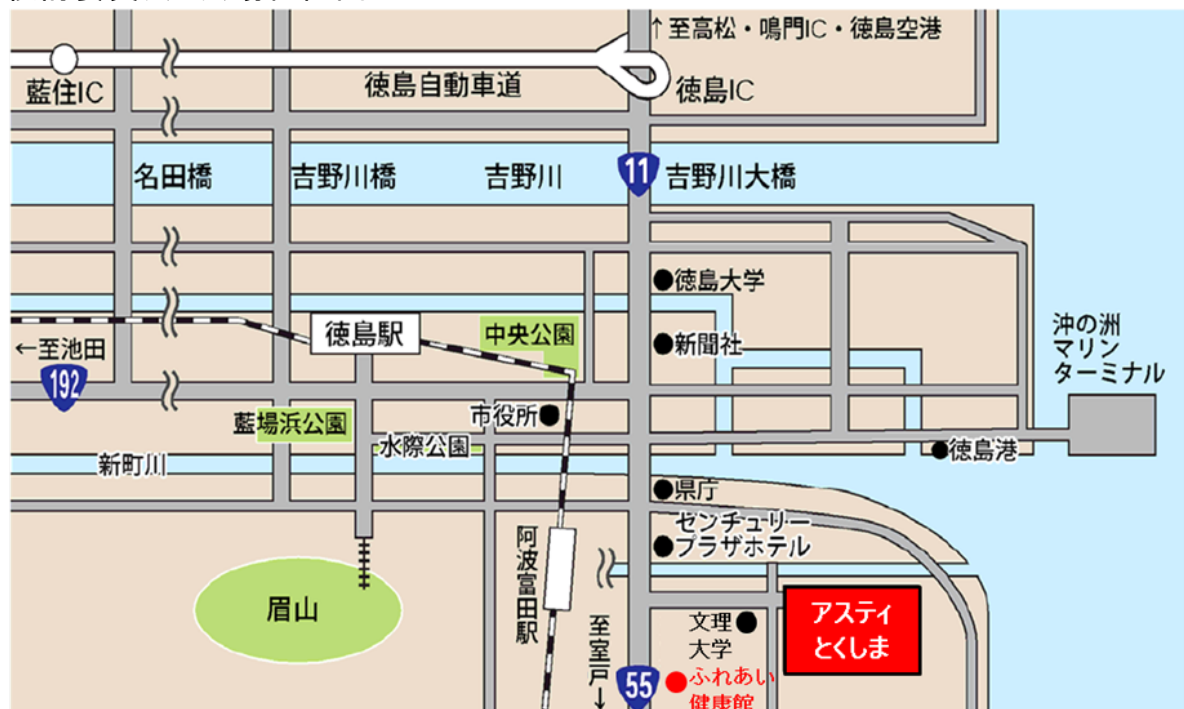 ↑至高松・鳴門IC・徳島空港
藍住IC
徳島自動車道
徳島IC
名田橋
吉野川橋
吉野川
11
吉野川大橋
徳島大学
徳島駅
中央公園
新聞社
沖の洲
マリン
ターミナル
←至池田
192
藍場浜公園
市役所
水際公園
徳島港
新町川
県庁
センチュリー
プラザホテル
阿波富田駅
眉山
アスティ
とくしま
文理
大学
至室戸→
55
ふれあい
健康館